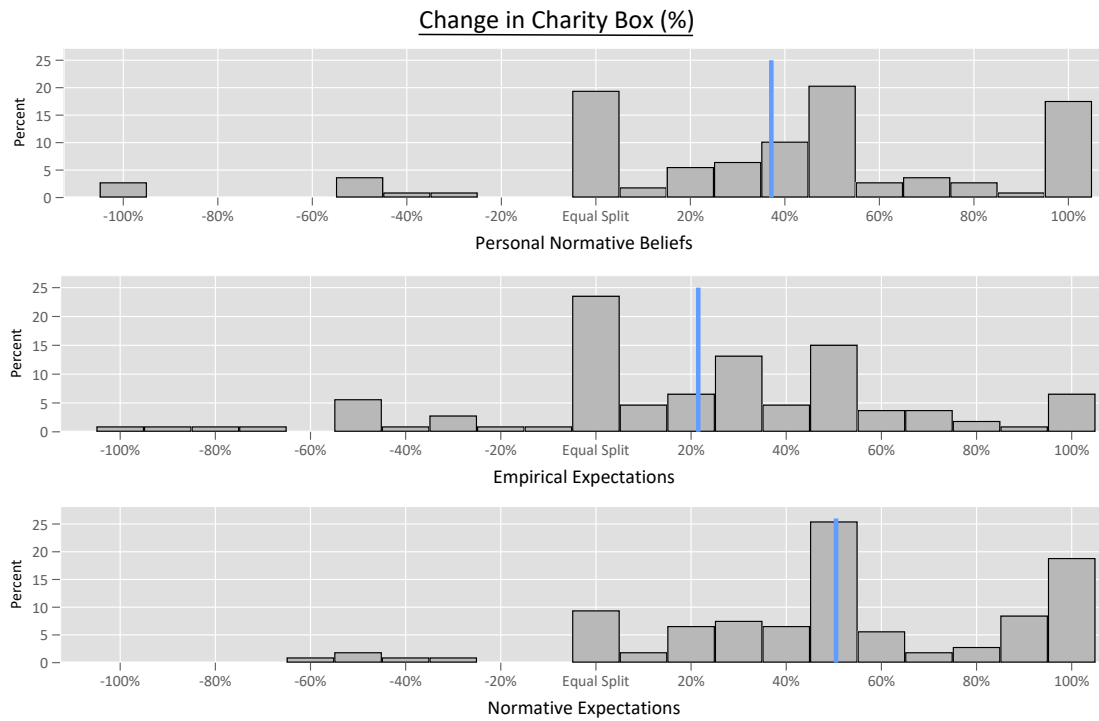 Change in Charity Box (%)
25
20
15
10
5
0
Percent
-100% -80% -60% -40% -20% Equal Split 20% 40% 60% 80% 100%
Personal Normative Beliefs
25
20
15
10
5
0
Percent
-100% -80% -60% -40% -20% Equal Split 20% 40% 60% 80% 100%
Empirical Expectations
25
20
15
10
5
0
Percent
-100% -80% -60% -40% -20% Equal Split 20% 40% 60% 80% 100%
Normative Expectations